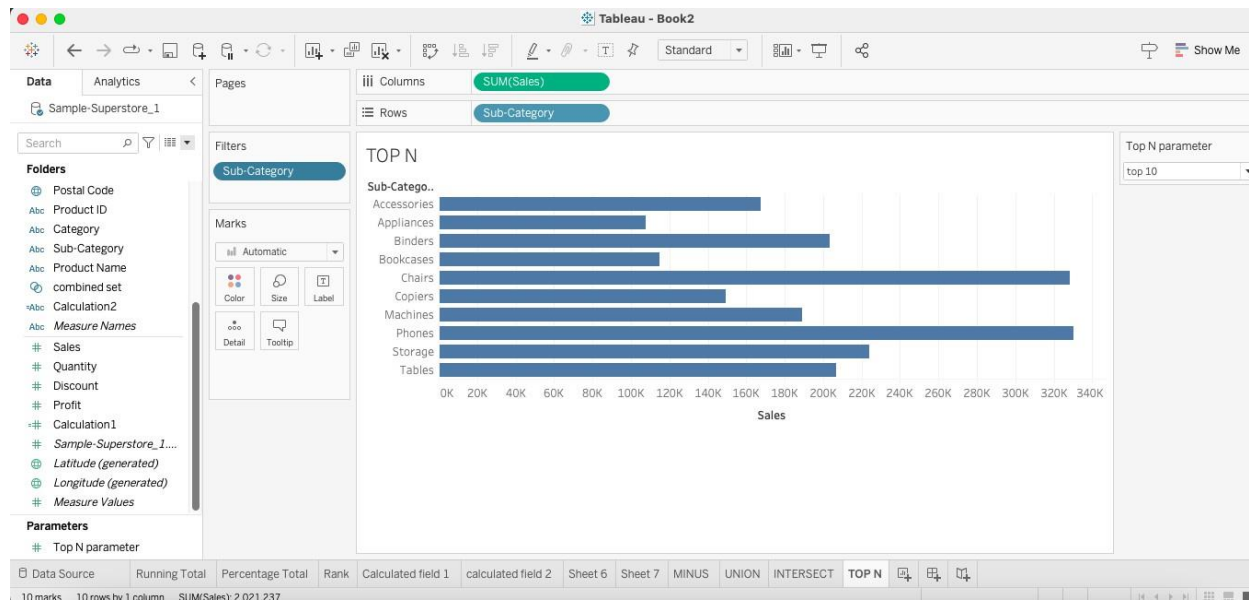 Tableau - Book2
Standard
Show Me
Data Analytics
Sample-Superstore_1
Search
Folders
Postal Code
Abc Product ID
Abc Category
Abc Sub-Category
Abc Product Name
combined set
=Abc Calculation2
Abc Measure Names
# Sales
# Quantity
# Discount
# Profit
=# Calculation1
# Sample-Superstore_1....
Latitude (generated)
Longitude (generated)
# Measure Values
Parameters
# Top N parameter
Pages
Filters
Sub-Category
Marks
Automatic
Color Size Label
Detail Tooltip
Columns SUM(Sales)
Rows Sub-Category
TOP N
Sub-Catego..
Accessories
Appliances
Binders
Bookcases
Chairs
Copiers
Machines
Phones
Storage
Tables
0K 20K 40K 60K 80K 100K 120K 140K 160K 180K 200K 220K 240K 260K 280K 300K 320K 340K
Sales
Top N parameter
top 10
Data Source Running Total Percentage Total Rank Calculated field 1 calculated field 2 Sheet 6 Sheet 7 MINUS UNION INTERSECT TOP N
10 marks 10 rows by 1 column SUM(Sales): 2,021,237